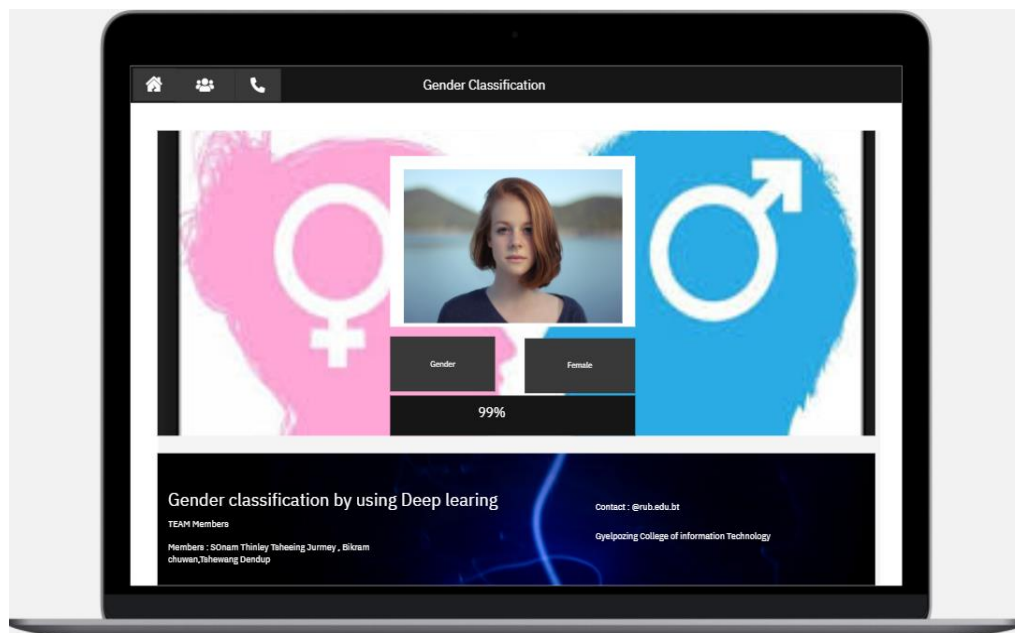 Gender Classification
Gender
Female
99%
Gender classification by using Deep learing
TEAM Members
Members : SOnam Thinley Tsheeing Jurmey , Bikram
chuwan,Tshewang Dendup
Contact : @rub.edu.bt
Gyelpozing College of information Technology